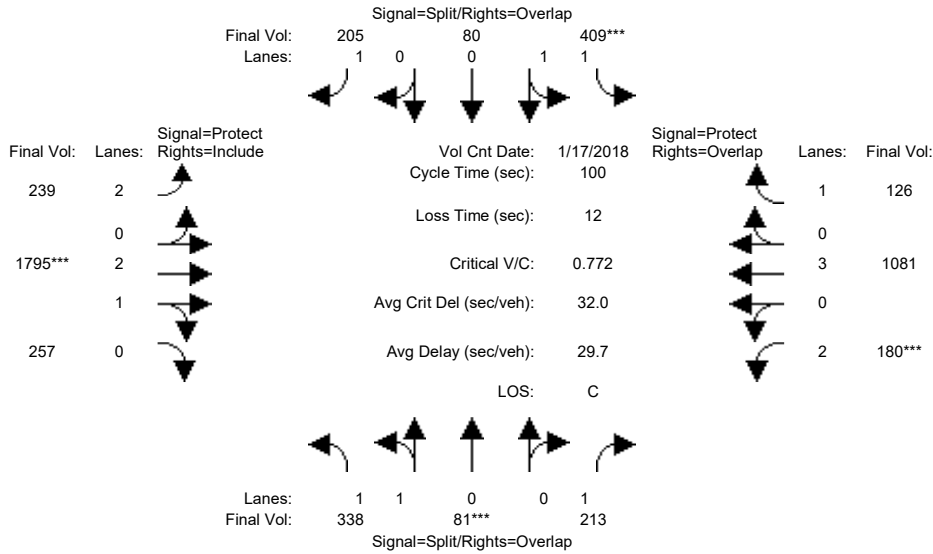 Signal=Split/Rights=Overlap
Final Vol: 205 80 409***
Lanes: 1 0 0 1 1
Signal=Protect
Final Vol: Lanes: Rights=Include
Vol Cnt Date: 1/17/2018
Signal=Protect
Rights=Overlap Lanes: Final Vol:
Cycle Time (sec): 100
239 2
1 126
Loss Time (sec): 12
0
0
1795*** 2
Critical V/C: 0.772
3 1081
1
Avg Crit Del (sec/veh): 32.0
0
257 0
Avg Delay (sec/veh): 29.7
2 180***
LOS: C
Lanes: 1 1 0 0 1
Final Vol: 338 81*** 213
Signal=Split/Rights=Overlap